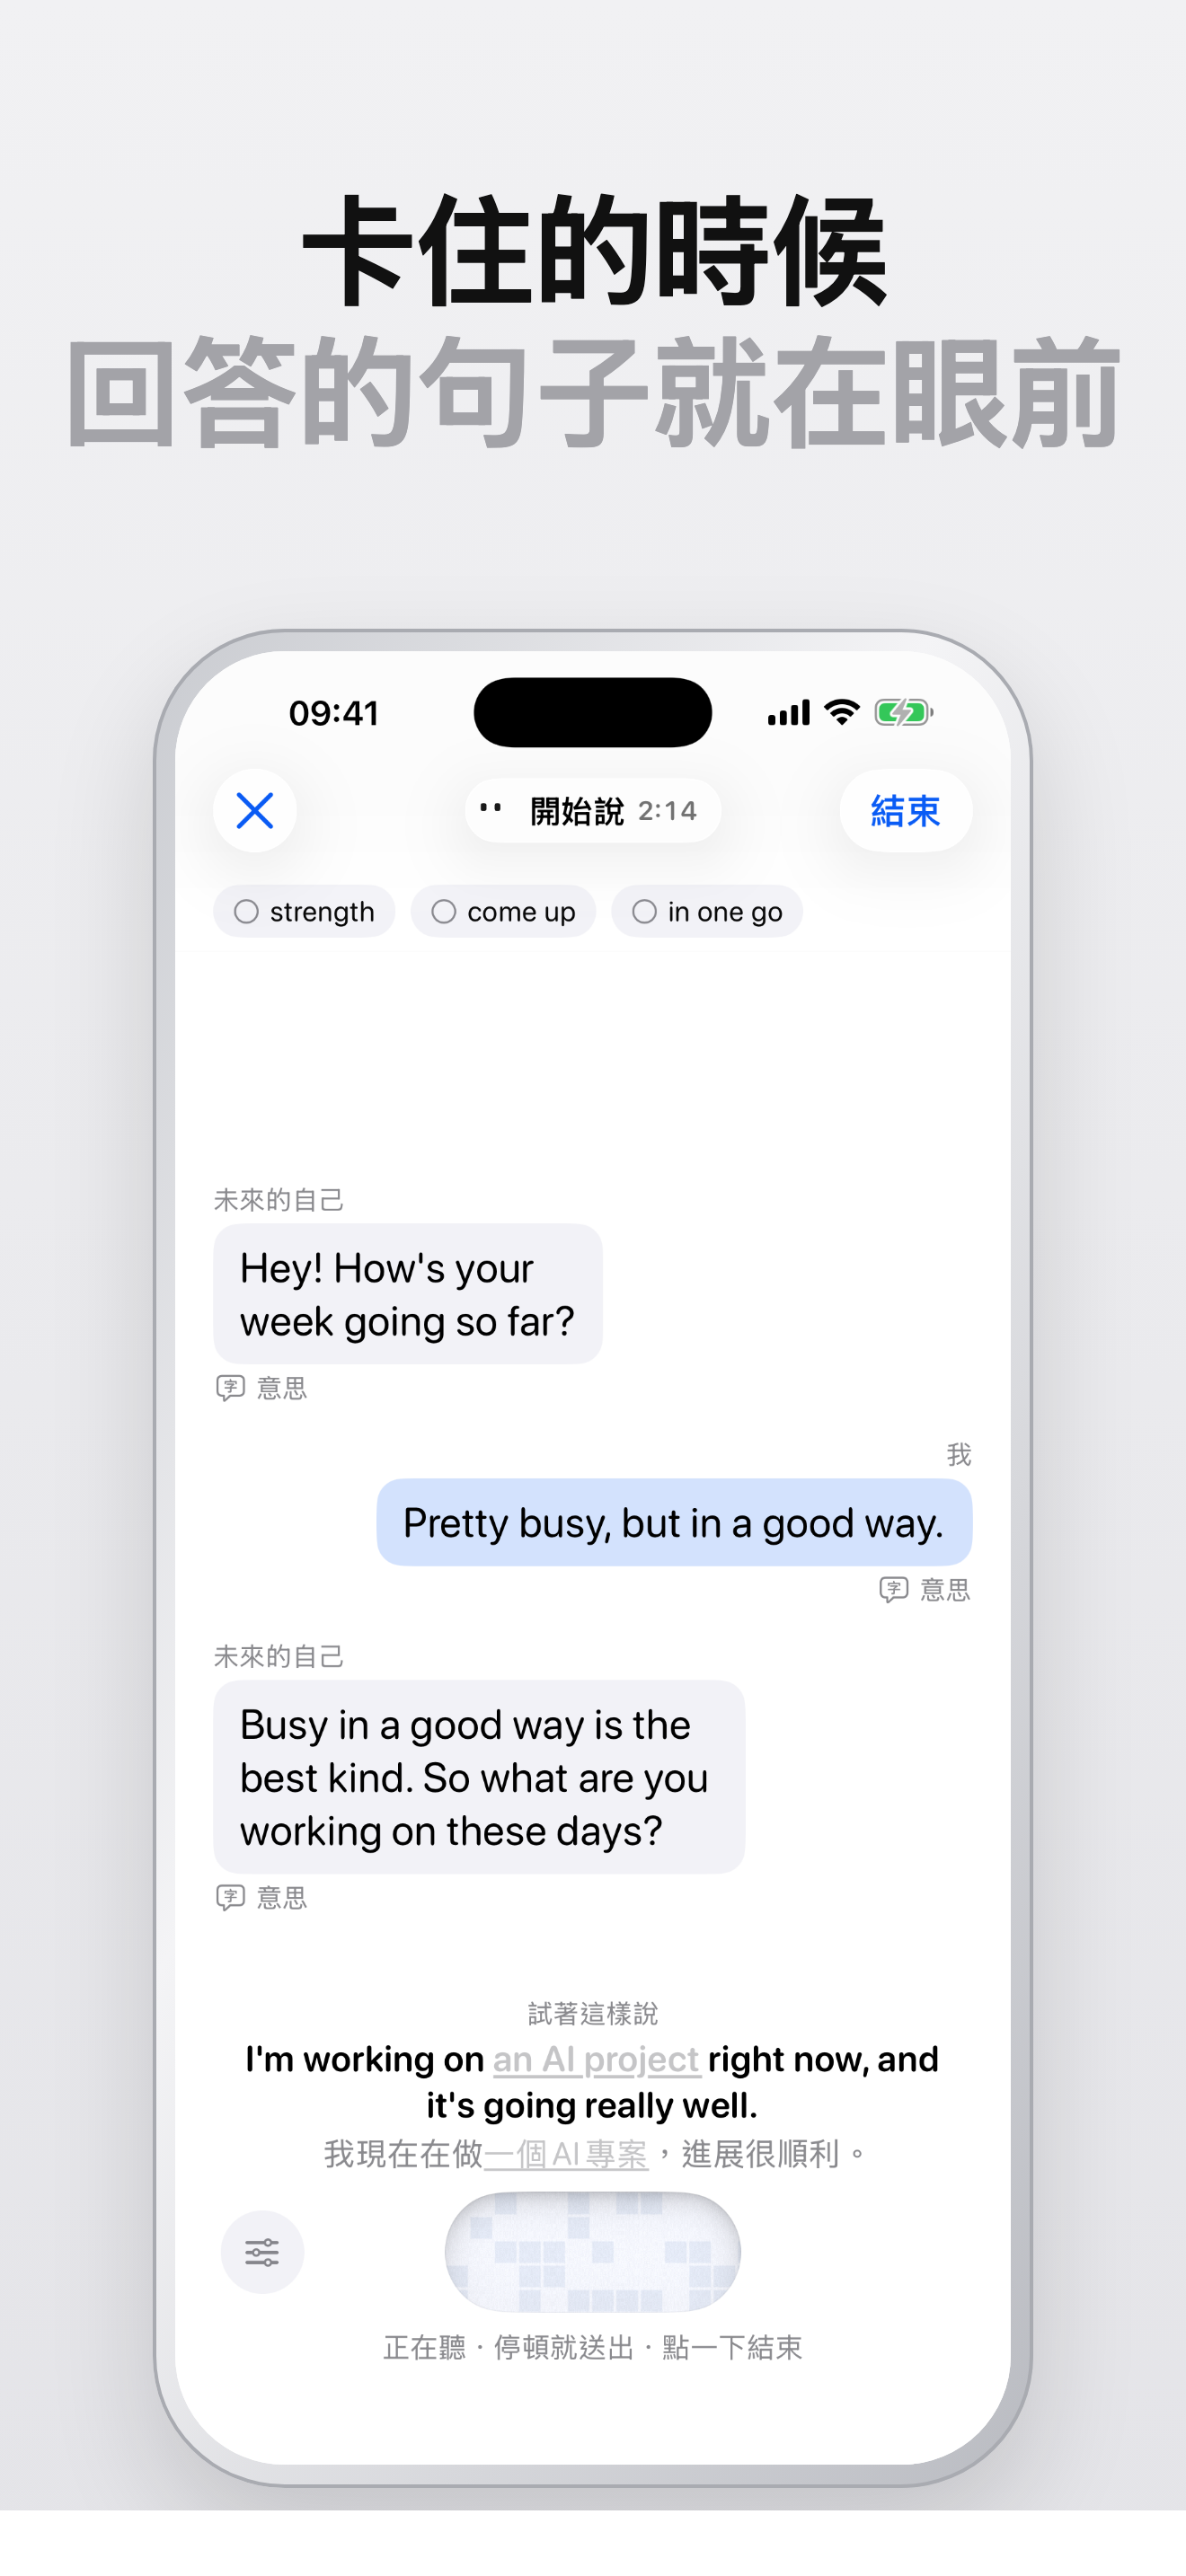 卡住的時候
回答的句子就在眼前
09:41
開始說 2:14
結束
strength
come up
in one go
未來的自己
Hey! How's your
week going so far?
字 意思
我
Pretty busy, but in a good way.
字 意思
未來的自己
Busy in a good way is the
best kind. So what are you
working on these days?
字 意思
試著這樣說
I'm working on an AI project right now, and
it's going really well.
我現在在做一個AI專案，進展很順利。
正在聽·停頓就送出·點一下結束